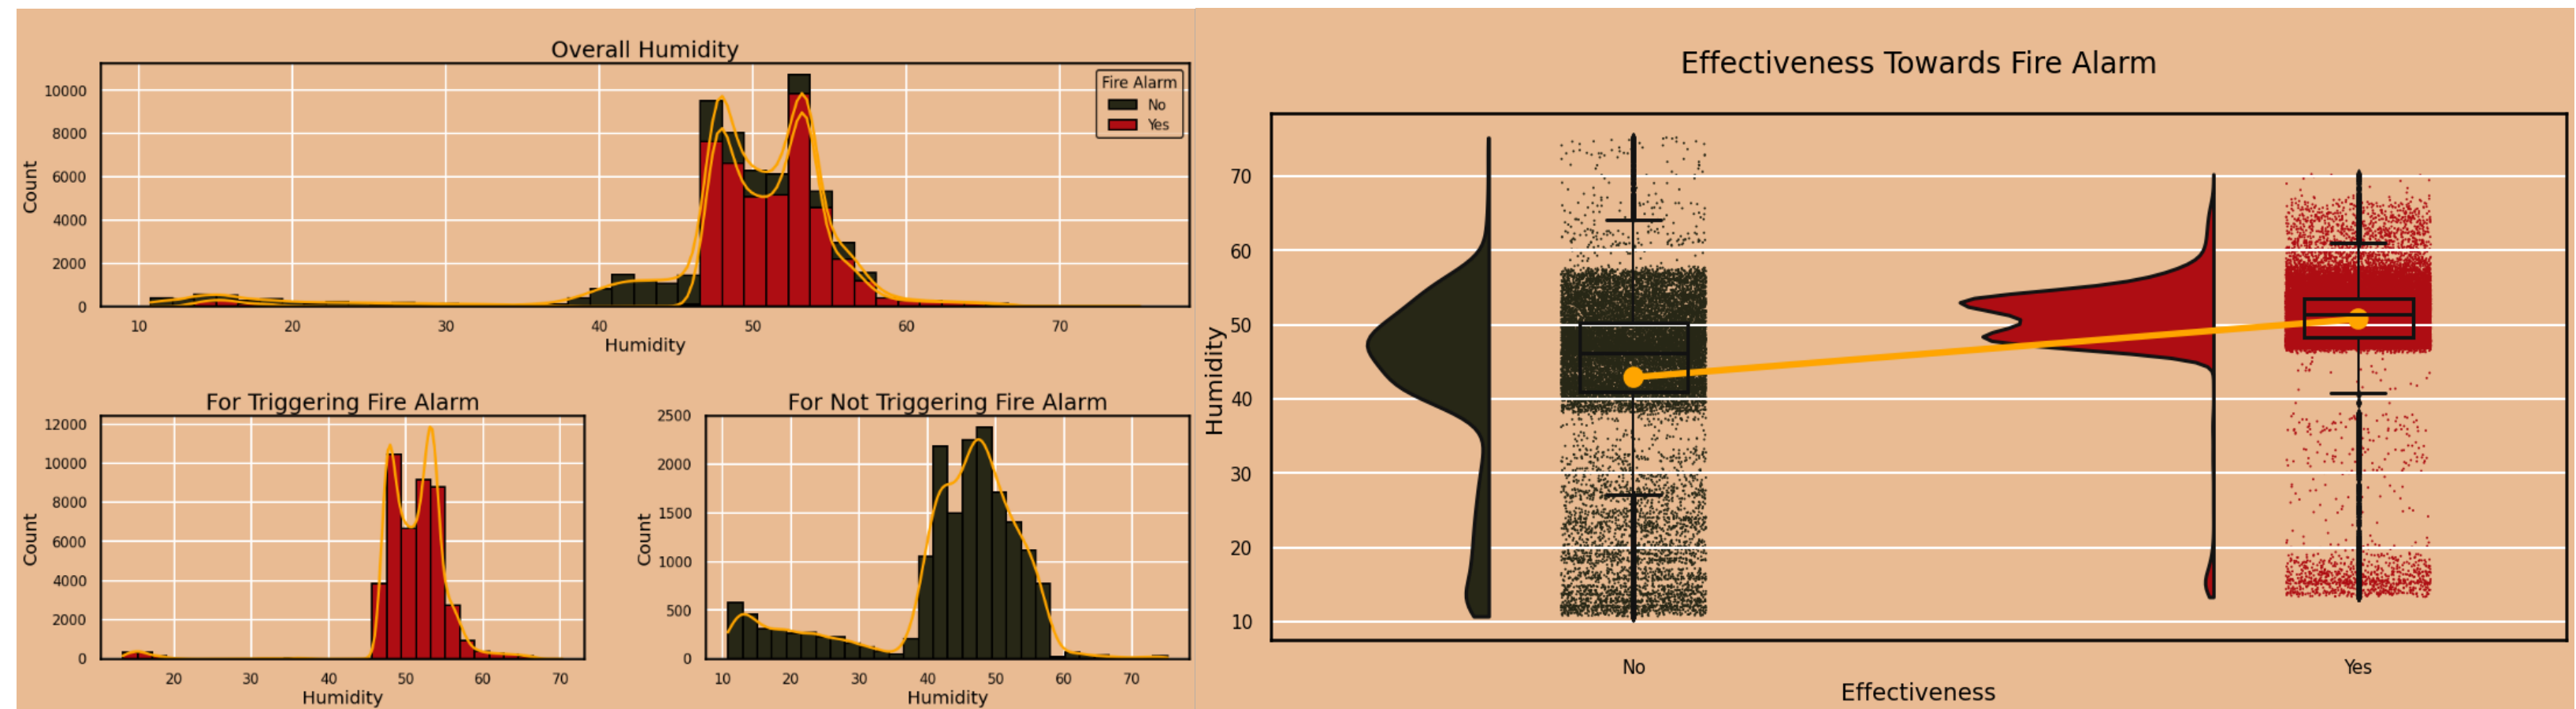 Overall Humidity
Fire Alarm
No
Yes
10000
8000
6000
4000
2000
0
Count
10 20 30 40 50 60 70
Humidity
For Triggering Fire Alarm
12000
10000
8000
6000
4000
2000
0
Count
20 30 40 50 60 70
Humidity
For Not Triggering Fire Alarm
2500
2000
1500
1000
500
0
Count
10 20 30 40 50 60 70
Humidity
Effectiveness Towards Fire Alarm
70
60
50
40
30
20
10
Humidity
No Yes
Effectiveness